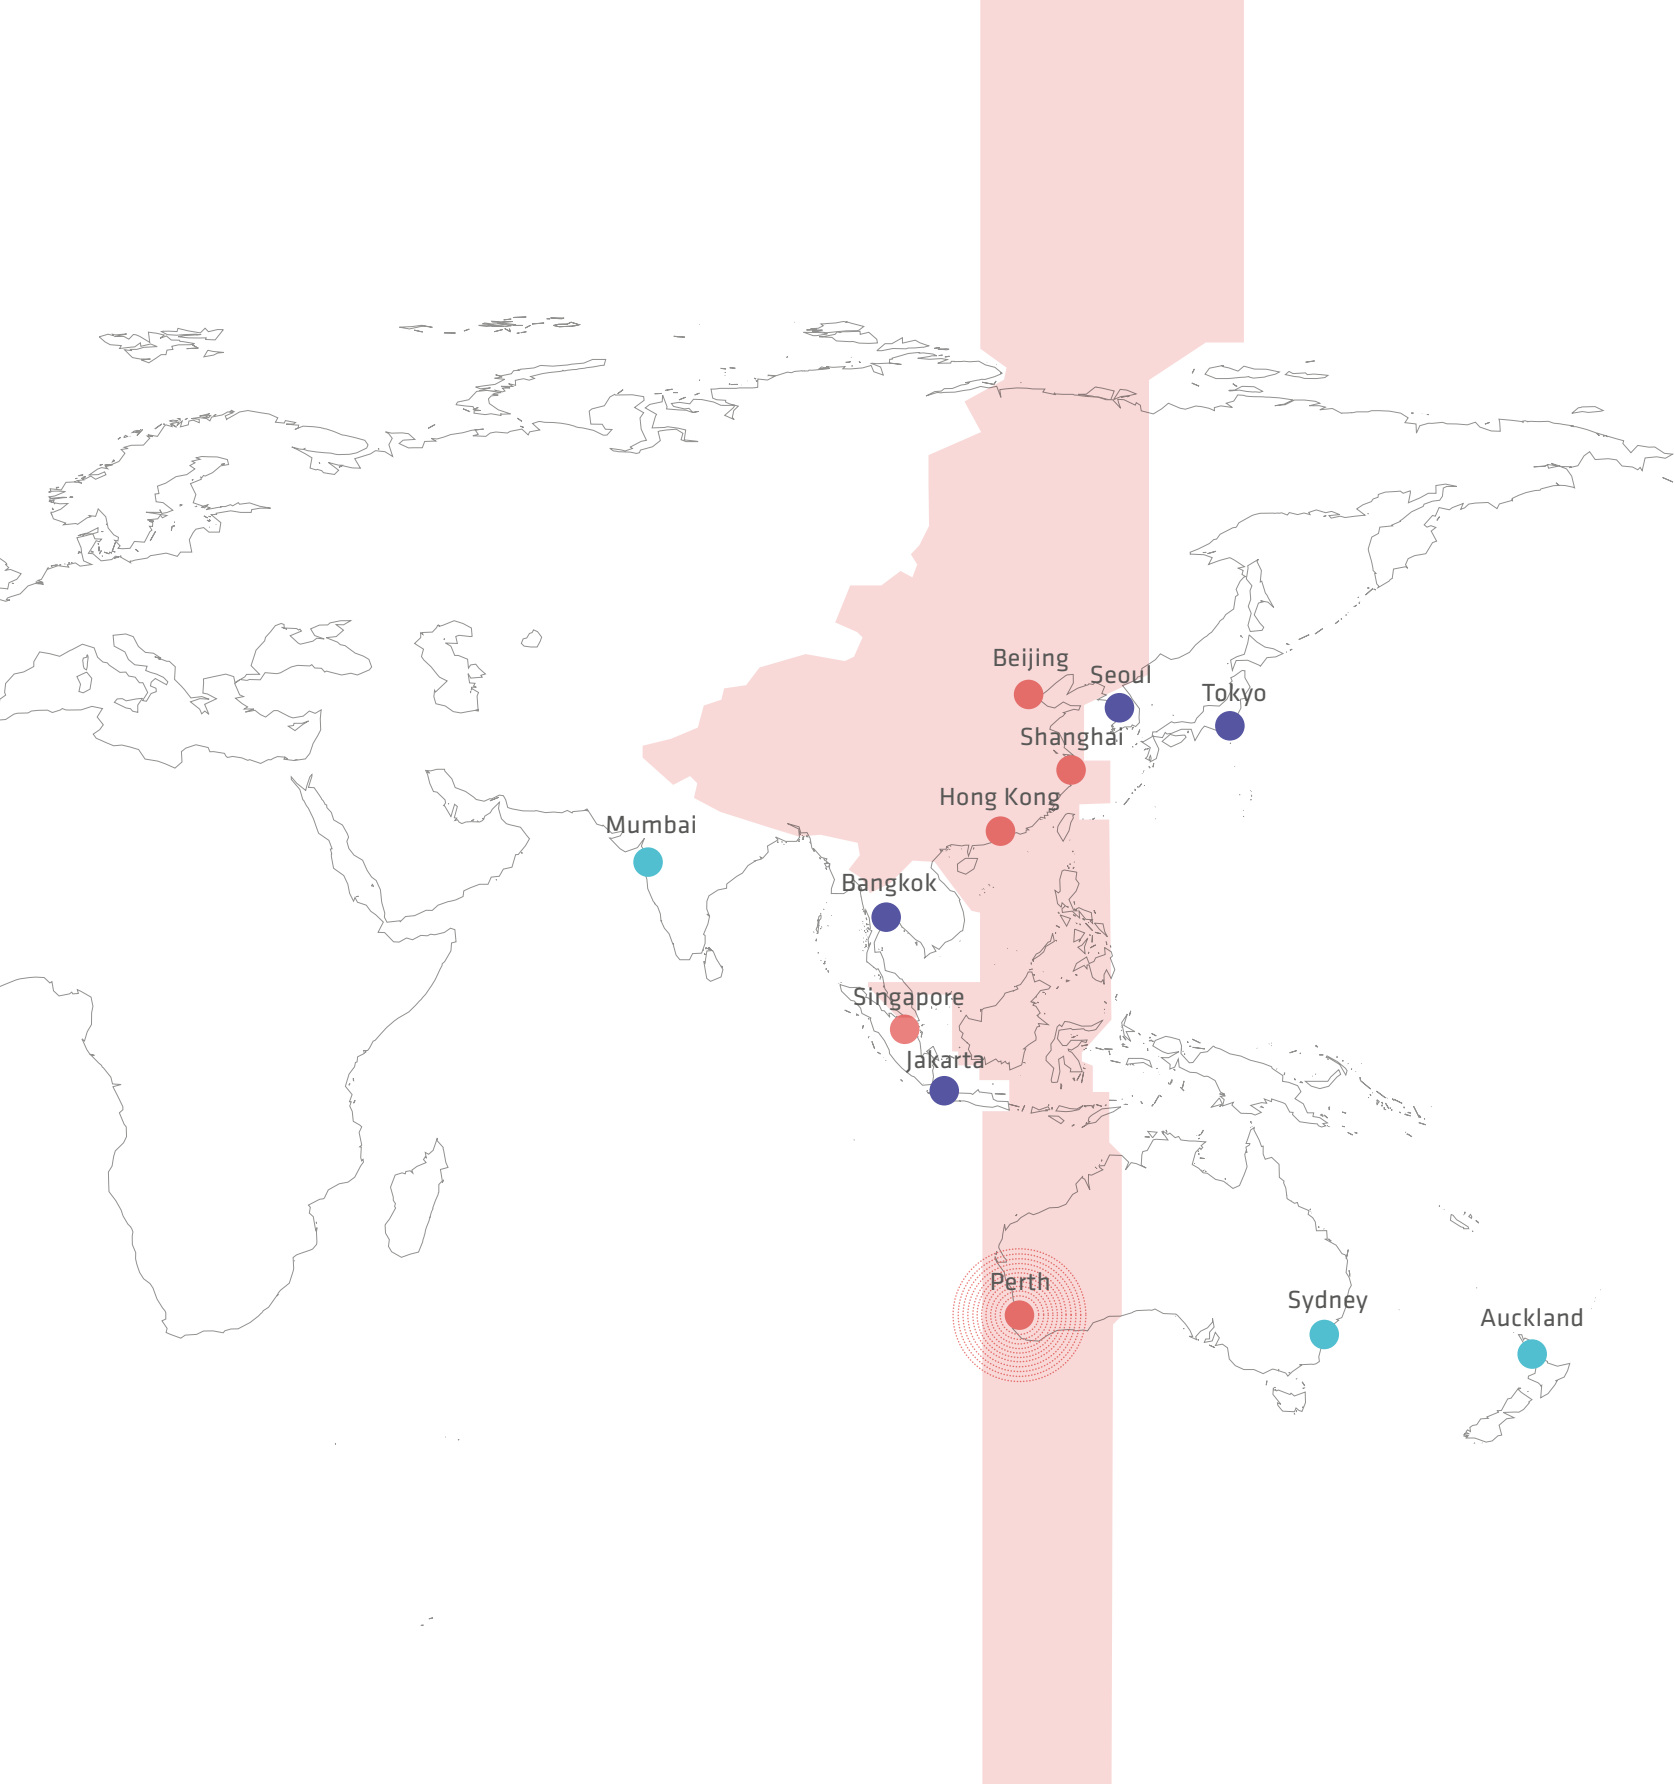 Beijing
Seoul
Tokyo
Shanghai
Hong Kong
Mumbai
Bangkok
Singapore
Jakarta
Perth
Sydney
Auckland